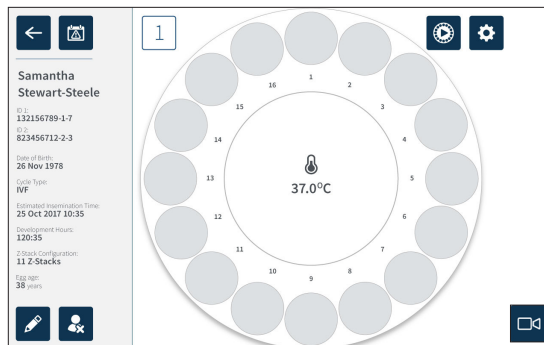 Samantha
Stewart-Steele
ID 1:
132156789-1-7
ID 2:
823456712-2-3
Date of Birth:
26 Nov 1978
Cycle Type:
IVF
Estimated Insemination Time:
25 Oct 2017 10:35
Development Hours:
120:35
Z-Stack Configuration:
11 Z-Stacks
Egg age:
38 years
1
1
2
3
4
5
6
7
8
9
10
11
12
13
14
15
16
37.0°C